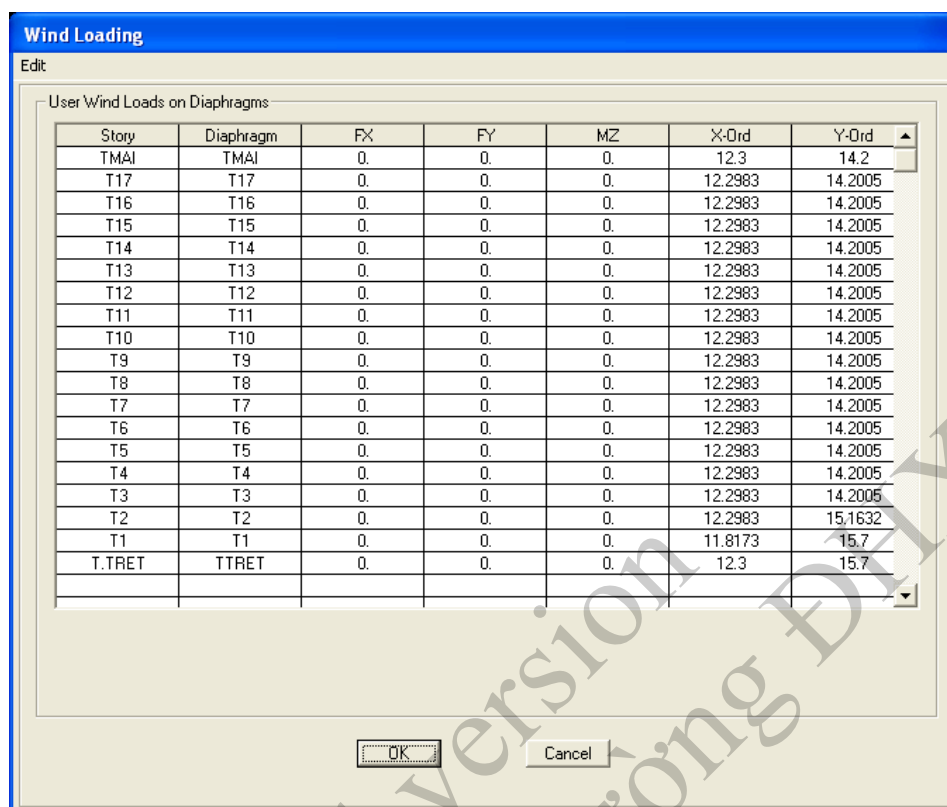 Wind Loading
Edit
User Wind Loads on Diaphragms
Story Diaphragm FX FY MZ X-Ord Y-Ord
TMAI TMAI 0. 0. 0. 12.3 14.2
T17 T17 0. 0. 0. 12.2983 14.2005
T16 T16 0. 0. 0. 12.2983 14.2005
T15 T15 0. 0. 0. 12.2983 14.2005
T14 T14 0. 0. 0. 12.2983 14.2005
T13 T13 0. 0. 0. 12.2983 14.2005
T12 T12 0. 0. 0. 12.2983 14.2005
T11 T11 0. 0. 0. 12.2983 14.2005
T10 T10 0. 0. 0. 12.2983 14.2005
T9 T9 0. 0. 0. 12.2983 14.2005
T8 T8 0. 0. 0. 12.2983 14.2005
T7 T7 0. 0. 0. 12.2983 14.2005
T6 T6 0. 0. 0. 12.2983 14.2005
T5 T5 0. 0. 0. 12.2983 14.2005
T4 T4 0. 0. 0. 12.2983 14.2005
T3 T3 0. 0. 0. 12.2983 14.2005
T2 T2 0. 0. 0. 12.2983 15.1632
T1 T1 0. 0. 0. 11.8173 15.7
T.TRET TTRET 0. 0. 0. 12.3 15.7
OK Cancel
version